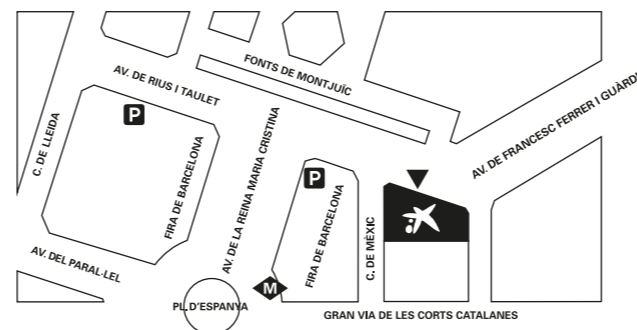 FONTS DE MONTJUÏC
AV. DE RIUS I TAULET
P
C. DE LLEIDA
FIRA DE BARCELONA
AV. DE LA REINA MARIA CRISTINA
P
FIRA DE BARCELONA
C. DE MÈXIC
AV. DE FRANCESC FERRER I GUÀRDI
AV. DEL PARAL·LEL
M
PL. D'ESPANYA
GRAN VIA DE LES CORTS CATALANES